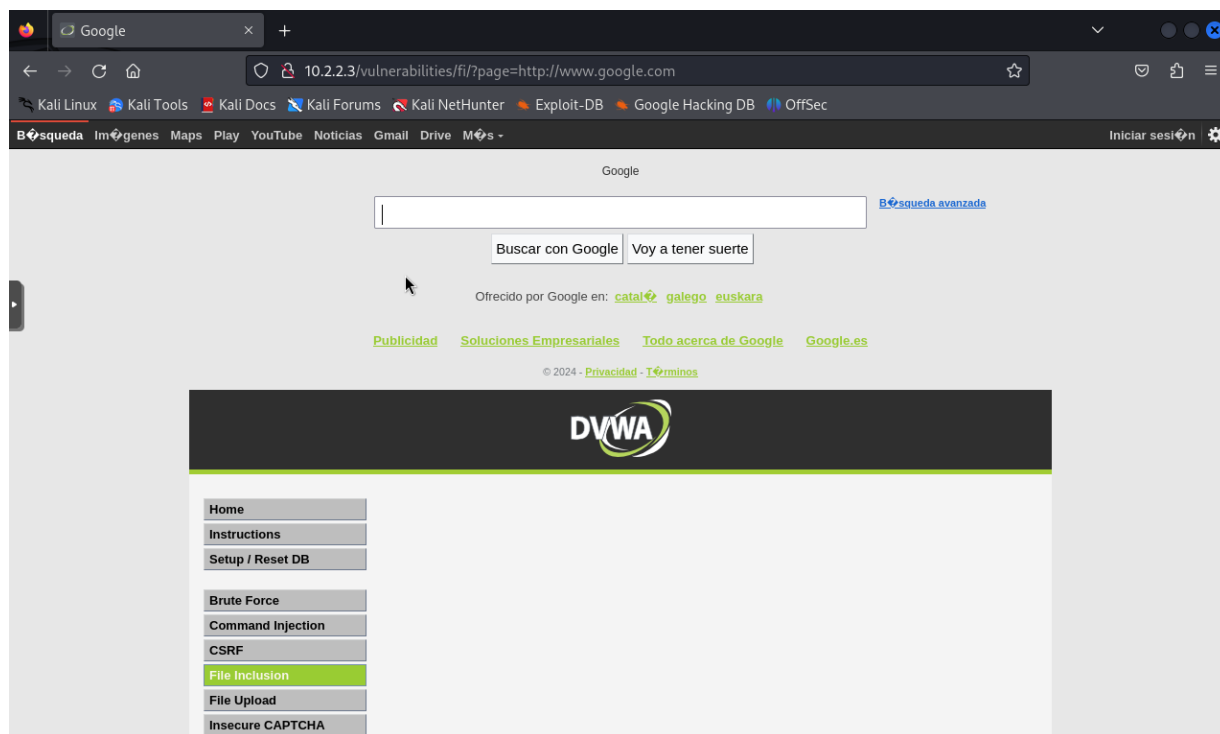 Google
10.2.2.3/vulnerabilities/fi/?page=http://www.google.com
Kali Linux Kali Tools Kali Docs Kali Forums Kali NetHunter Exploit-DB Google Hacking DB OffSec
B�squeda Im�genes Maps Play YouTube Noticias Gmail Drive M�s Iniciar sesi�n
Google
B�squeda avanzada
Buscar con Google Voy a tener suerte
Ofrecido por Google en: catal� galego euskara
Publicidad Soluciones Empresariales Todo acerca de Google Google.es
© 2024 - Privacidad - T�rminos
DVWA
Home
Instructions
Setup / Reset DB
Brute Force
Command Injection
CSRF
File Inclusion
File Upload
Insecure CAPTCHA